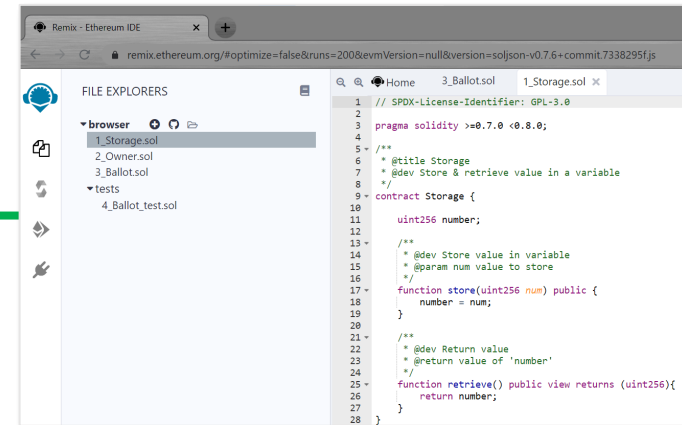 Remix - Ethereum IDE
remix.ethereum.org/#optimize=false&runs=200&evmVersion=null&version=soljson-v0.7.6+commit.7338295f.js
FILE EXPLORERS
browser
1_Storage.sol
2_Owner.sol
3_Ballot.sol
tests
4_Ballot_test.sol
Home 3_Ballot.sol 1_Storage.sol
1 // SPDX-License-Identifier: GPL-3.0
2
3 pragma solidity >=0.7.0 <0.8.0;
4
5 /**
6 * @title Storage
7 * @dev Store & retrieve value in a variable
8 */
9 contract Storage {
10
11 uint256 number;
12
13 /**
14 * @dev Store value in variable
15 * @param num value to store
16 */
17 function store(uint256 num) public {
18 number = num;
19 }
20
21 /**
22 * @dev Return value
23 * @return value of 'number'
24 */
25 function retrieve() public view returns (uint256){
26 return number;
27 }
28 }